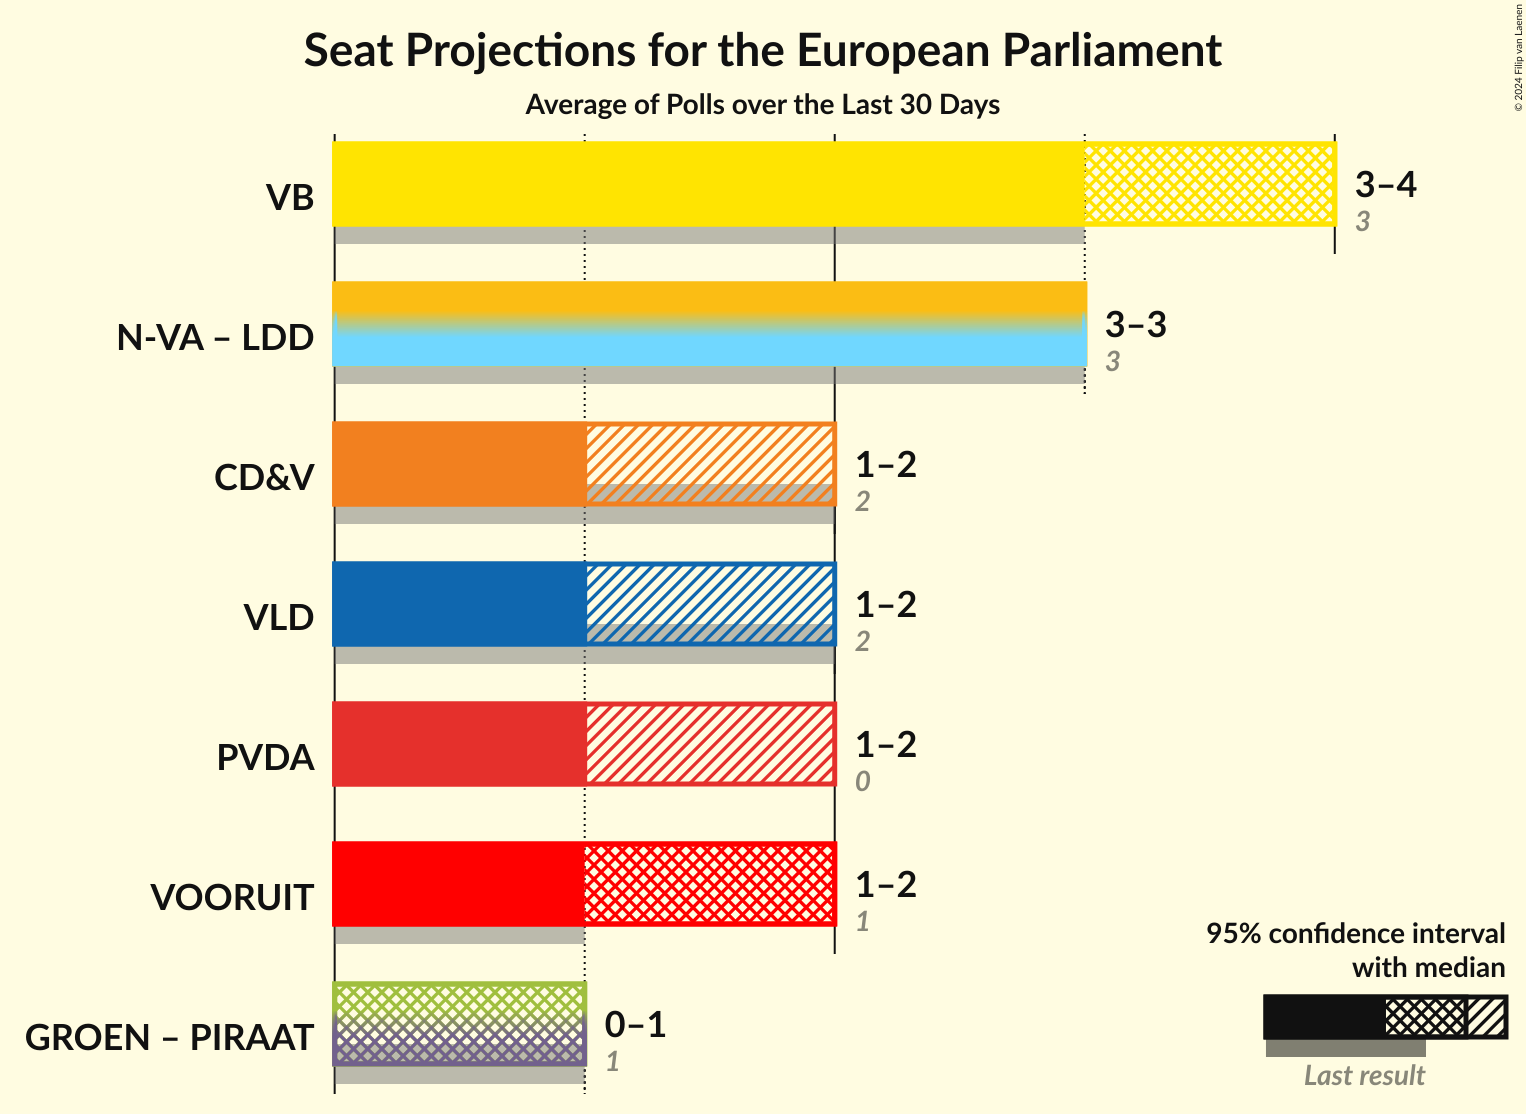 Seat Projections for the European Parliament
Average of Polls over the Last 30 Days
© 2024 Filip van Laenen
VB
3–4
3
N-VA – LDD
3–3
3
CD&V
1–2
2
VLD
1–2
2
PVDA
1–2
0
VOORUIT
1–2
1
GROEN – PIRAAT
0–1
1
95% confidence interval
with median
Last result